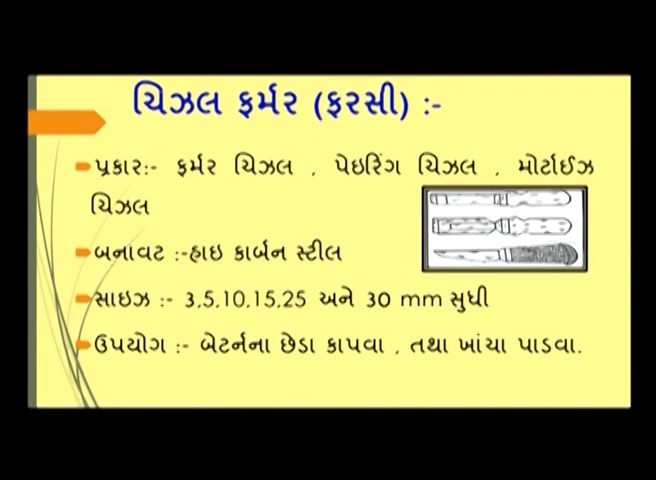 ચિઝલ ફર્મર (ફરસી) :-
પ્રકાર:- ફર્મર ચિઝલ , પેઇરિંગ ચિઝલ , મોર્ટાઈઝ
ચિઝલ
બનાવટ :-હાઇ કાર્બન સ્ટીલ
સાઇઝ :- 3,5,10,15,25 અને 30 mm સુધી
ઉપયોગ :- બેટર્નના છેડા કાપવા , તથા ખાંચા પાડવા.